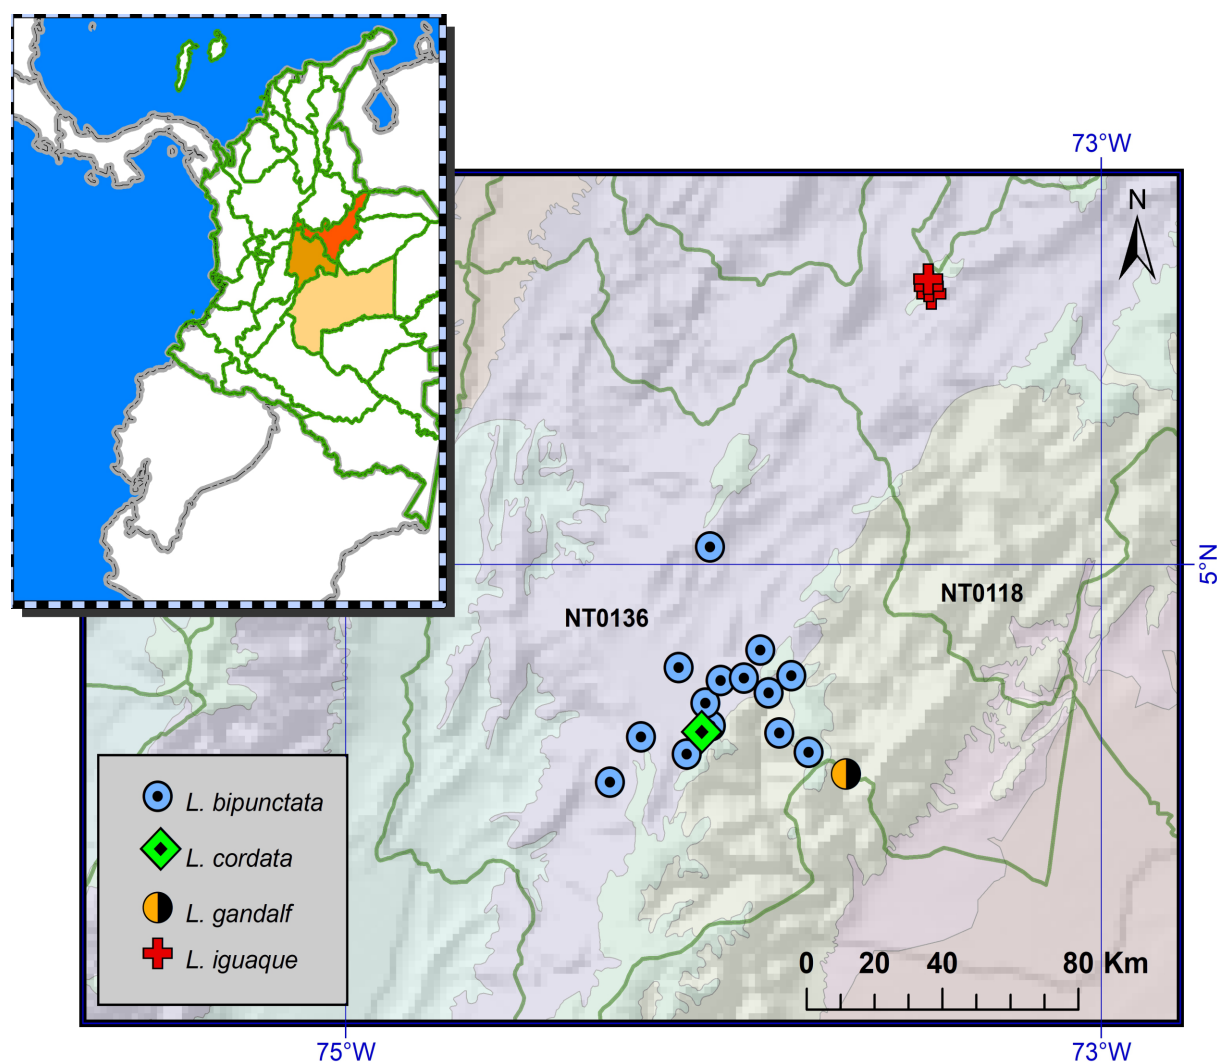 73°W
N
5°N
NT0118
NT0136
L. bipunctata
L. cordata
L. gandalf
L. iguaque
0 20 40 80 Km
75°W 73°W